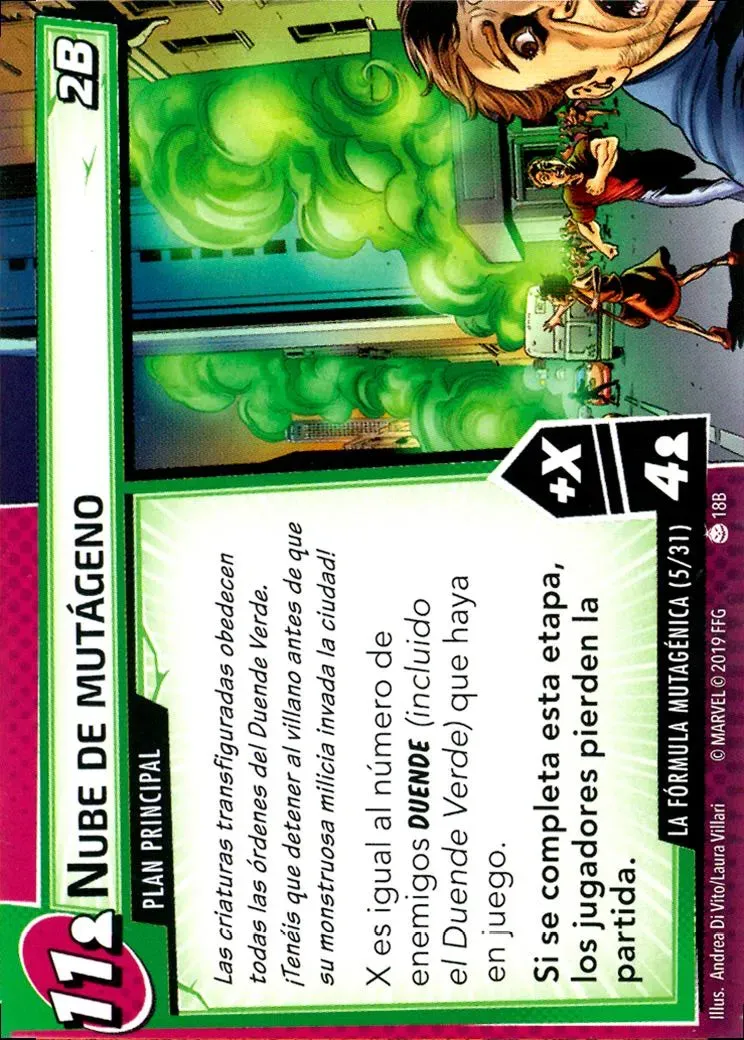 11
NUBE DE MUTÁGENO
2B
PLAN PRINCIPAL
Las criaturas transfiguradas obedecen
todas las órdenes del Duende Verde.
¡Tenéis que detener al villano antes de que
su monstruosa milicia invada la ciudad!
X es igual al número de
enemigos DUENDE (incluido
el Duende Verde) que haya
en juego.
Si se completa esta etapa,
los jugadores pierden la
partida.
+X
4
LA FÓRMULA MUTAGÉNICA (5/31)
Illus. Andrea Di Vito/Laura Villari
© MARVEL © 2019 FFG
18B